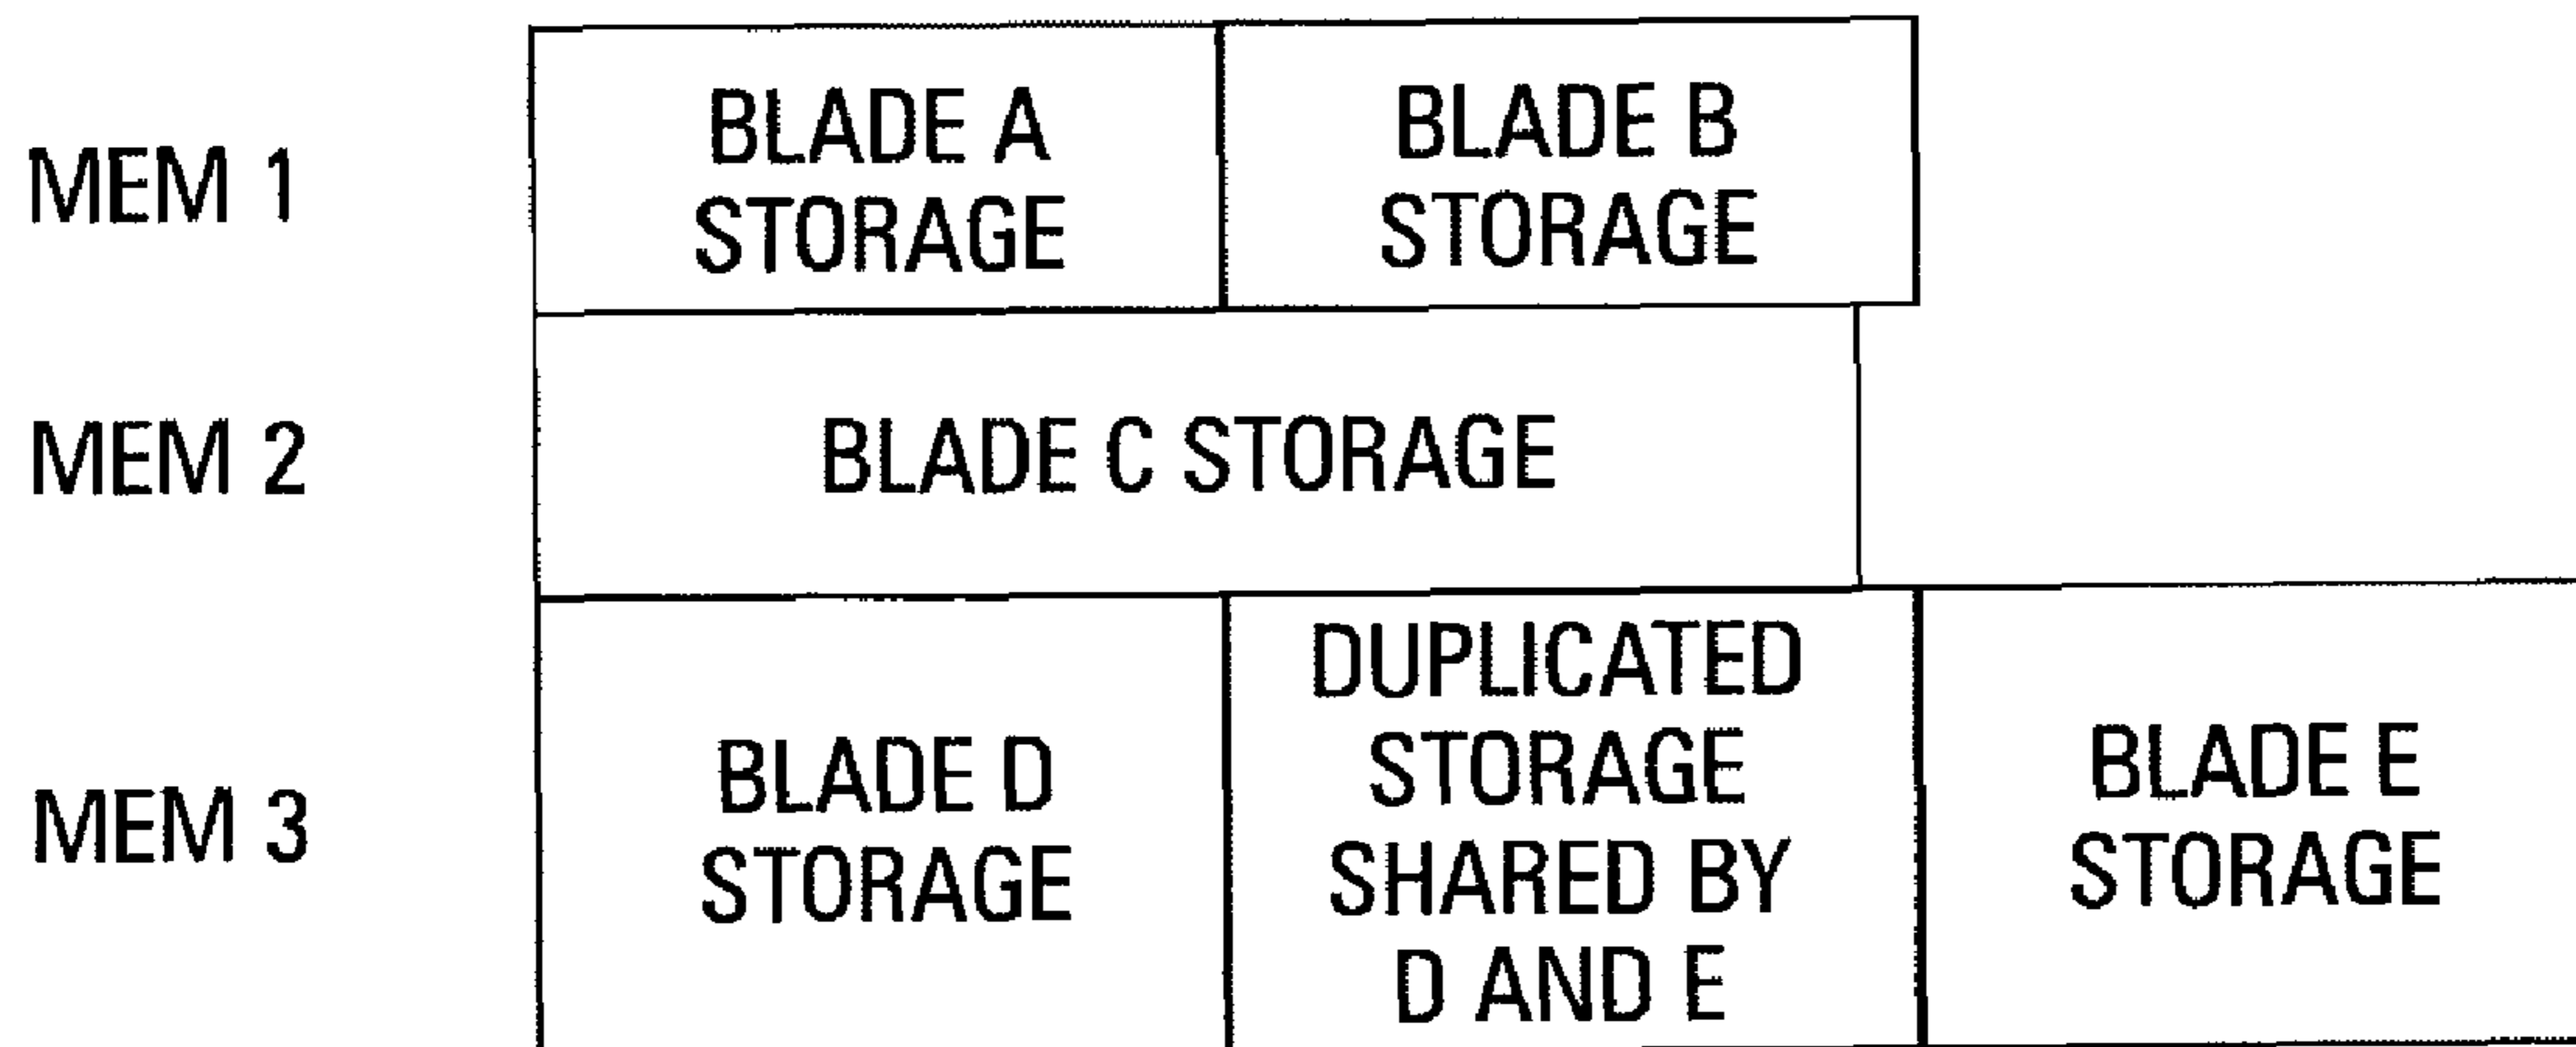 MEM 1
BLADE A
STORAGE
BLADE B
STORAGE
MEM 2
BLADE C STORAGE
MEM 3
BLADE D
STORAGE
DUPLICATED
STORAGE
SHARED BY
D AND E
BLADE E
STORAGE